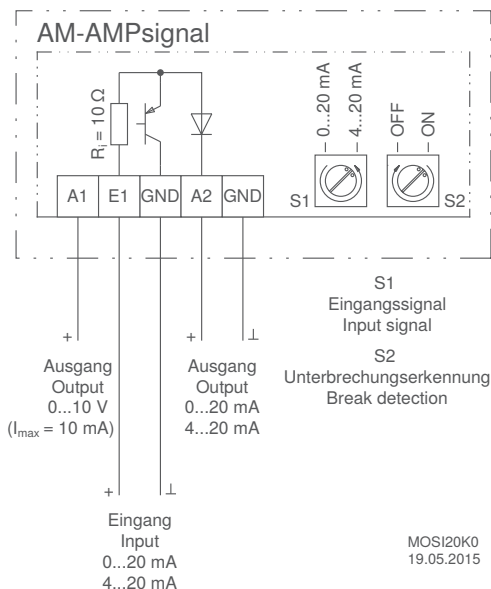 AM-AMPsignal
R_i = 10 Ω
0...20 mA
4...20 mA
OFF
ON
A1 E1 GND A2 GND
S1
S2
+
+
⊥
S1
Eingangssignal
Input signal
S2
Unterbrechungserkennung
Break detection
Ausgang
Output
0...10 V
(I_max = 10 mA)
Ausgang
Output
0...20 mA
4...20 mA
+
⊥
Eingang
Input
0...20 mA
4...20 mA
MOSI20K0
19.05.2015